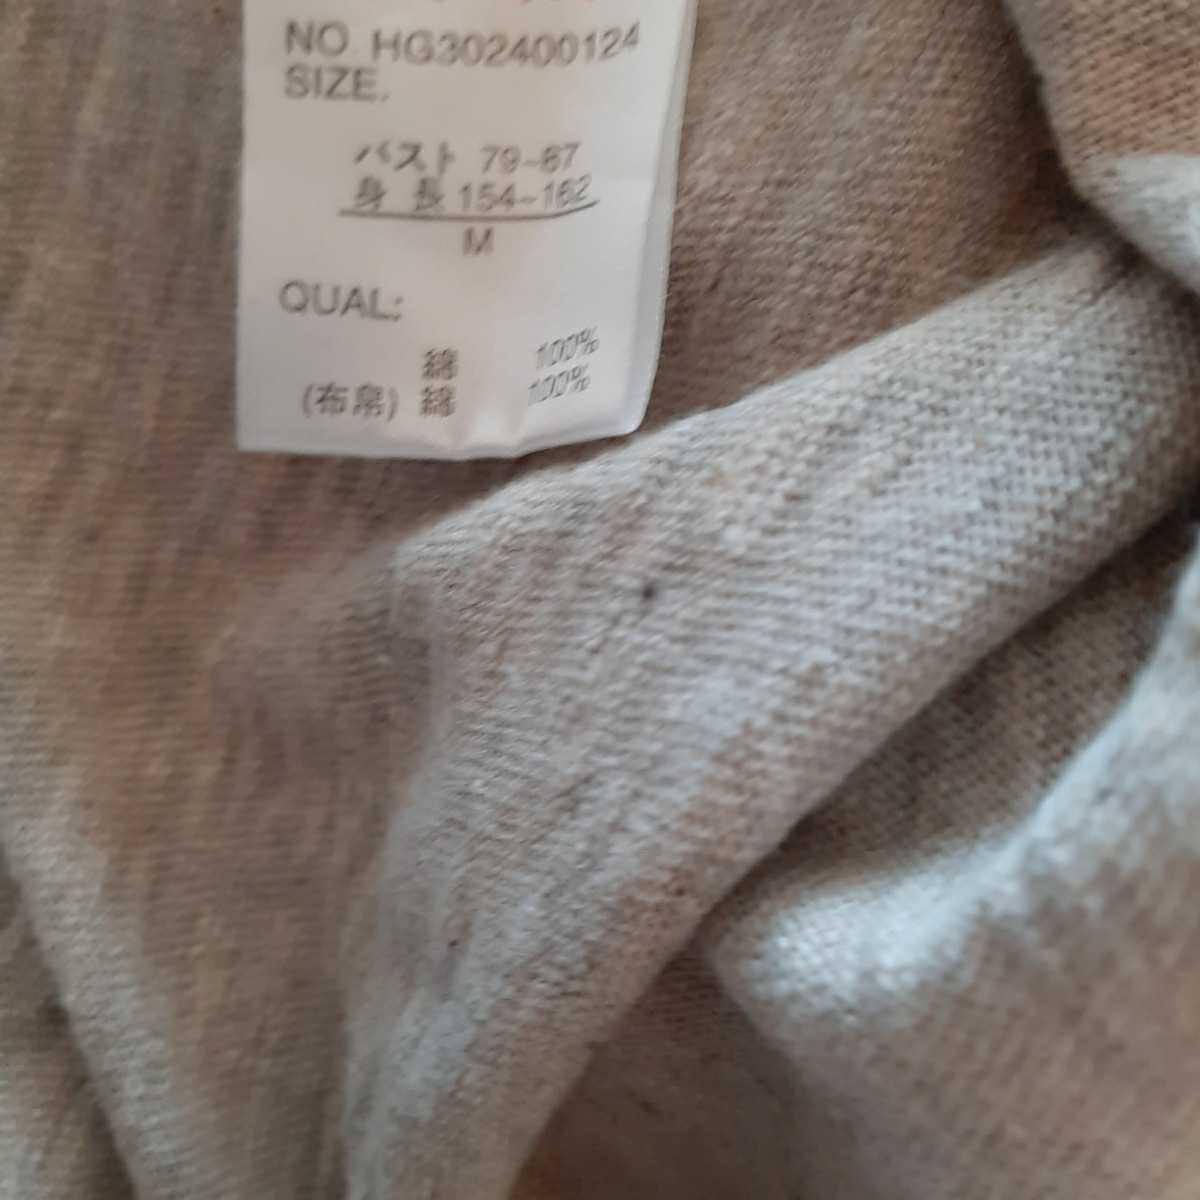 NO HG302400124
SIZE.
バスト 79-87
身 長 154-162
M
QUAL:
綿 100%
(布帛) 綿 100%